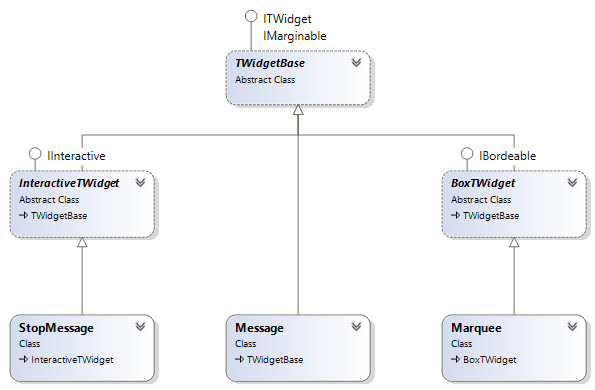 ITWidget
IMarginable
TWidgetBase
Abstract Class
IInteractive
IBordeable
InteractiveTWidget
Abstract Class
TWidgetBase
BoxTWidget
Abstract Class
TWidgetBase
StopMessage
Class
InteractiveTWidget
Message
Class
TWidgetBase
Marquee
Class
BoxTWidget